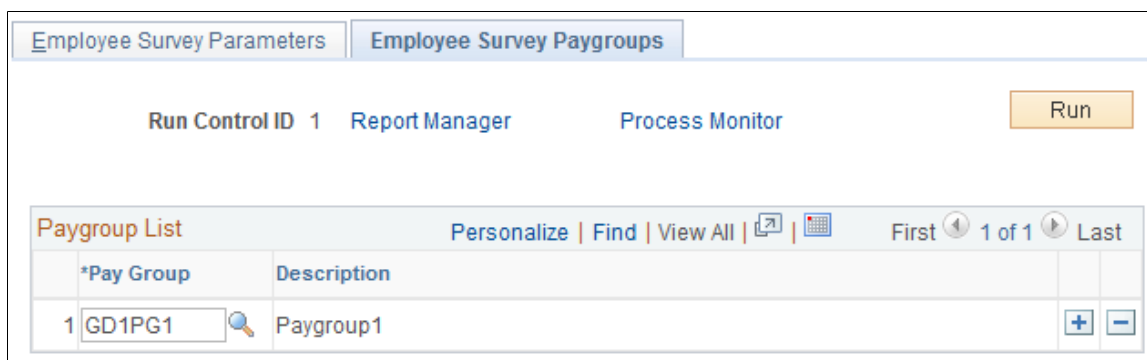 Employee Survey Parameters Employee Survey Paygroups
Run Control ID 1 Report Manager Process Monitor Run
Paygroup List Personalize | Find | View All | | First 1 of 1 Last
*Pay Group Description
1 GD1PG1 Paygroup1 + −